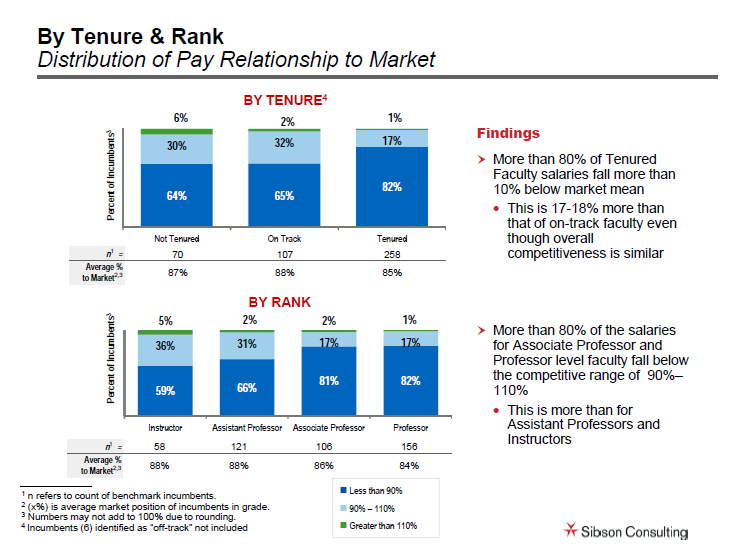 By Tenure & Rank
Distribution of Pay Relationship to Market
BY TENURE4
Percent of Incumbents3
6%
2%
1%
30%
32%
17%
64%
65%
82%
Not Tenured
On Track
Tenured
n1 =
70
107
258
Average %
to Market2,3
87%
88%
85%
Findings
More than 80% of Tenured
Faculty salaries fall more than
10% below market mean
• This is 17-18% more than
that of on-track faculty even
though overall
competitiveness is similar
BY RANK
Percent of Incumbents3
5%
2%
2%
1%
36%
31%
17%
17%
59%
66%
81%
82%
Instructor
Assistant Professor
Associate Professor
Professor
n1 =
58
121
106
156
Average %
to Market2,3
88%
88%
86%
84%
More than 80% of the salaries
for Associate Professor and
Professor level faculty fall below
the competitive range of 90%–
110%
• This is more than for
Assistant Professors and
Instructors
1 n refers to count of benchmark incumbents.
2 (x%) is average market position of incumbents in grade.
3 Numbers may not add to 100% due to rounding.
4 Incumbents (6) identified as "off-track" not included
Less than 90%
90% – 110%
Greater than 110%
Sibson Consulting